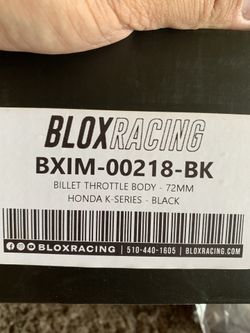 BLOXRACING
BXIM-00218-BK
BILLET THROTTLE BODY - 72MM
HONDA K-SERIES - BLACK
BLOXRACING | 510-440-1605 | BLOXRACING.COM